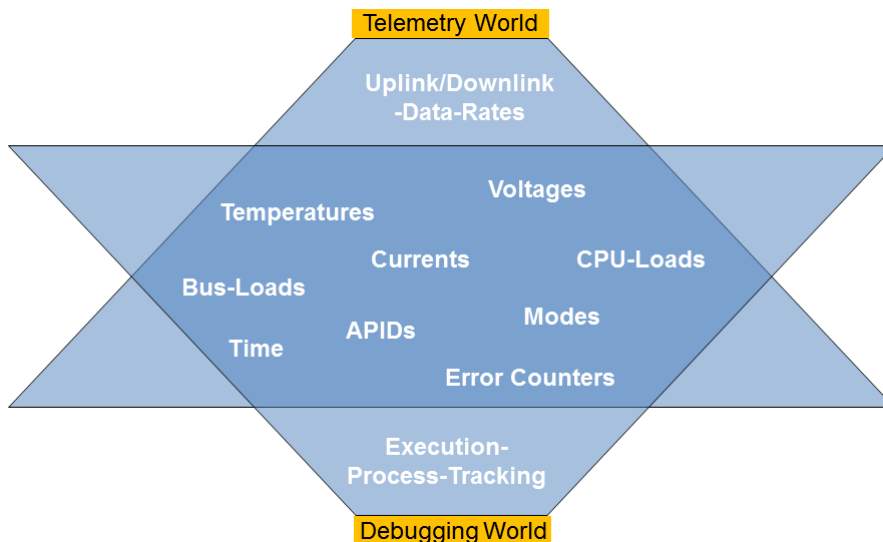 Telemetry World
Uplink/Downlink
-Data-Rates
Voltages
Temperatures
Currents
CPU-Loads
Bus-Loads
Modes
APIDs
Time
Error Counters
Execution-
Process-Tracking
Debugging World